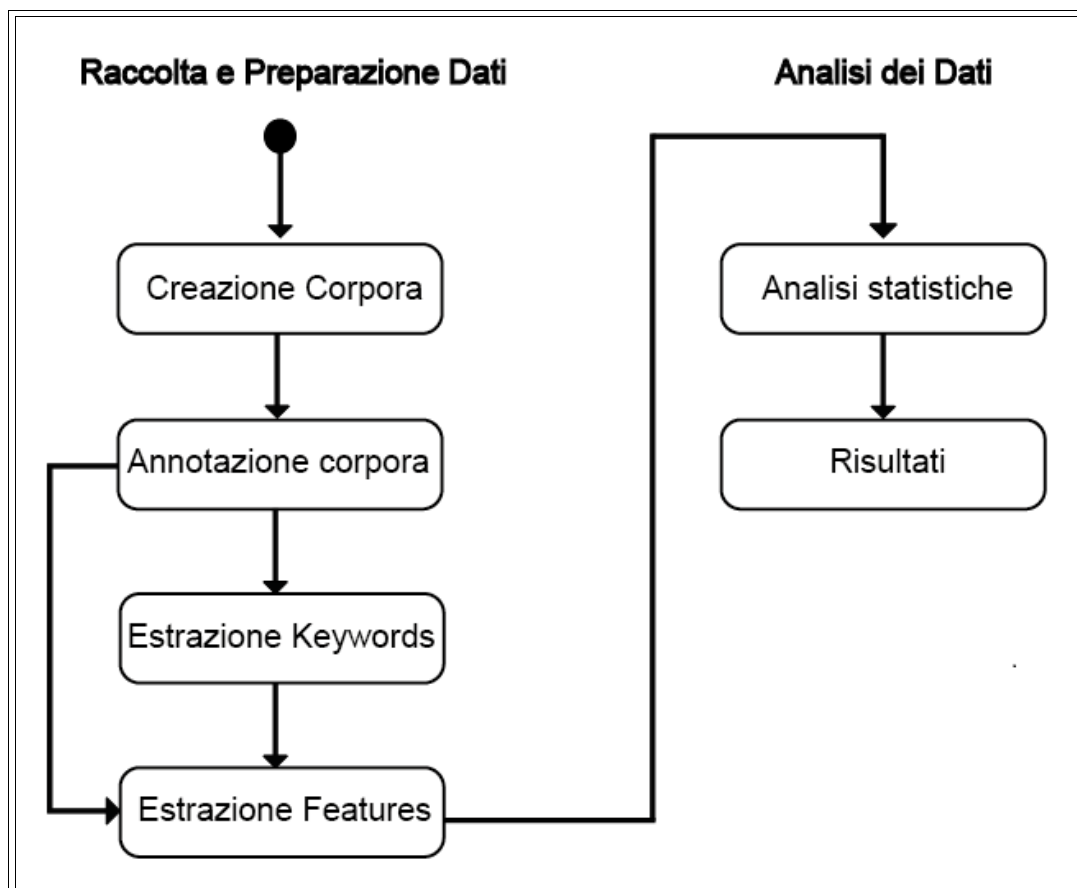 Raccolta e Preparazione Dati
Creazione Corpora
Annotazione corpora
Estrazione Keywords
Estrazione Features
Analisi dei Dati
Analisi statistiche
Risultati